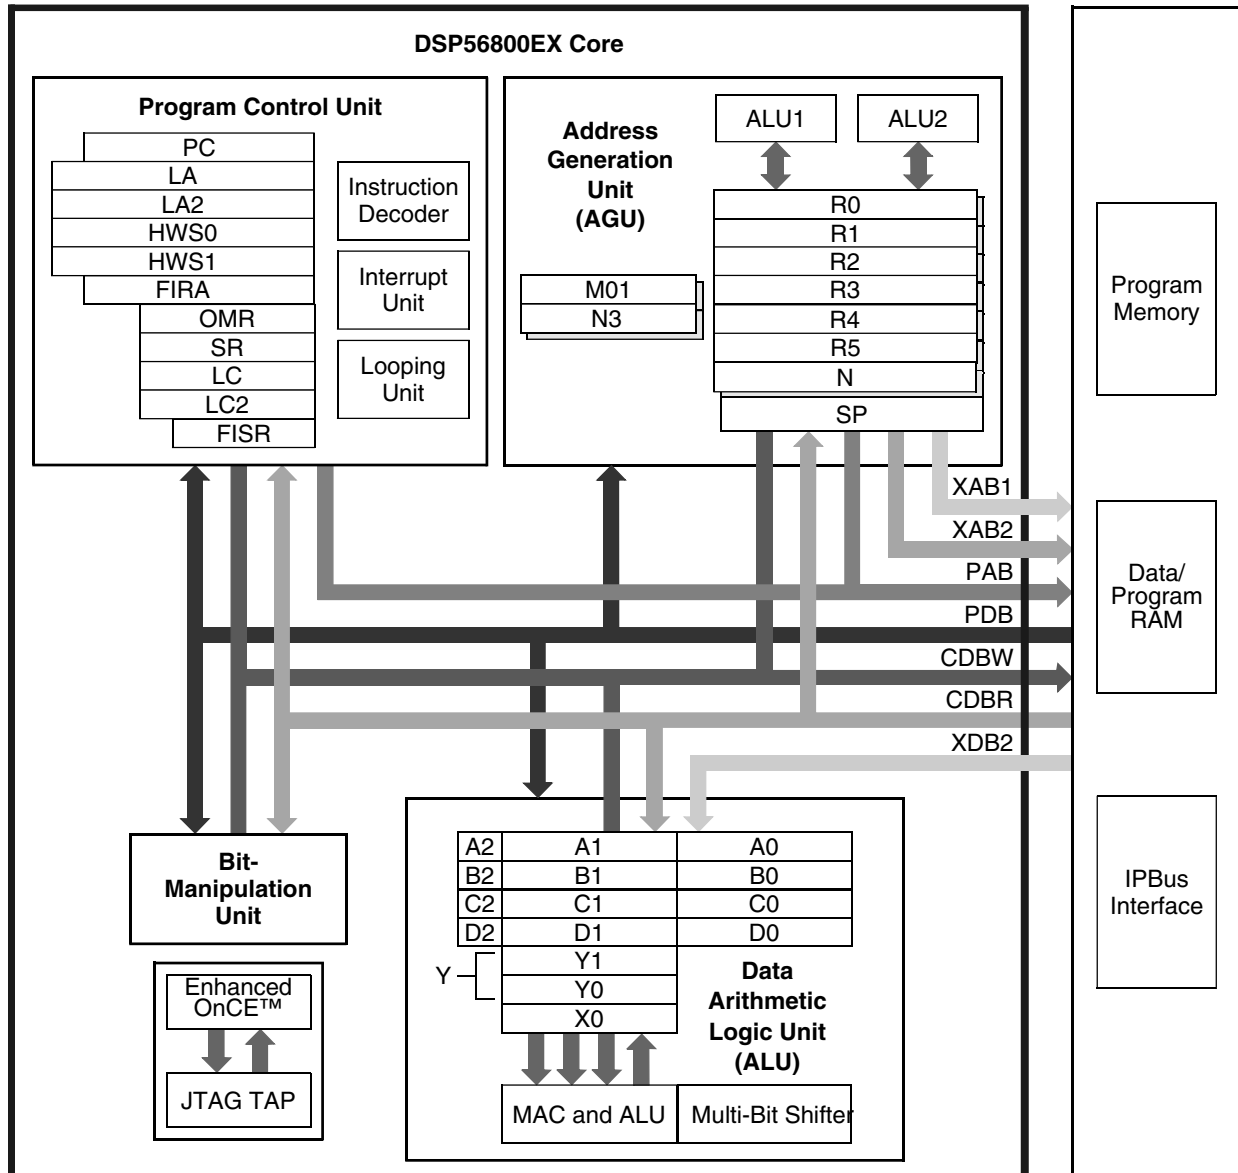 DSP56800EX Core
Program Control Unit
PC
LA
LA2
HWS0
HWS1
FIRA
OMR
SR
LC
LC2
FISR
Instruction
Decoder
Interrupt
Unit
Looping
Unit
Address
Generation
Unit
(AGU)
ALU1
ALU2
M01
N3
R0
R1
R2
R3
R4
R5
N
SP
XAB1
XAB2
PAB
PDB
CDBW
CDBR
XDB2
Program
Memory
Data/
Program
RAM
IPBus
Interface
Bit-
Manipulation
Unit
Enhanced
OnCE™
JTAG TAP
A2 A1 A0
B2 B1 B0
C2 C1 C0
D2 D1 D0
Y
Y1
Y0
X0
Data
Arithmetic
Logic Unit
(ALU)
MAC and ALU
Multi-Bit Shifter